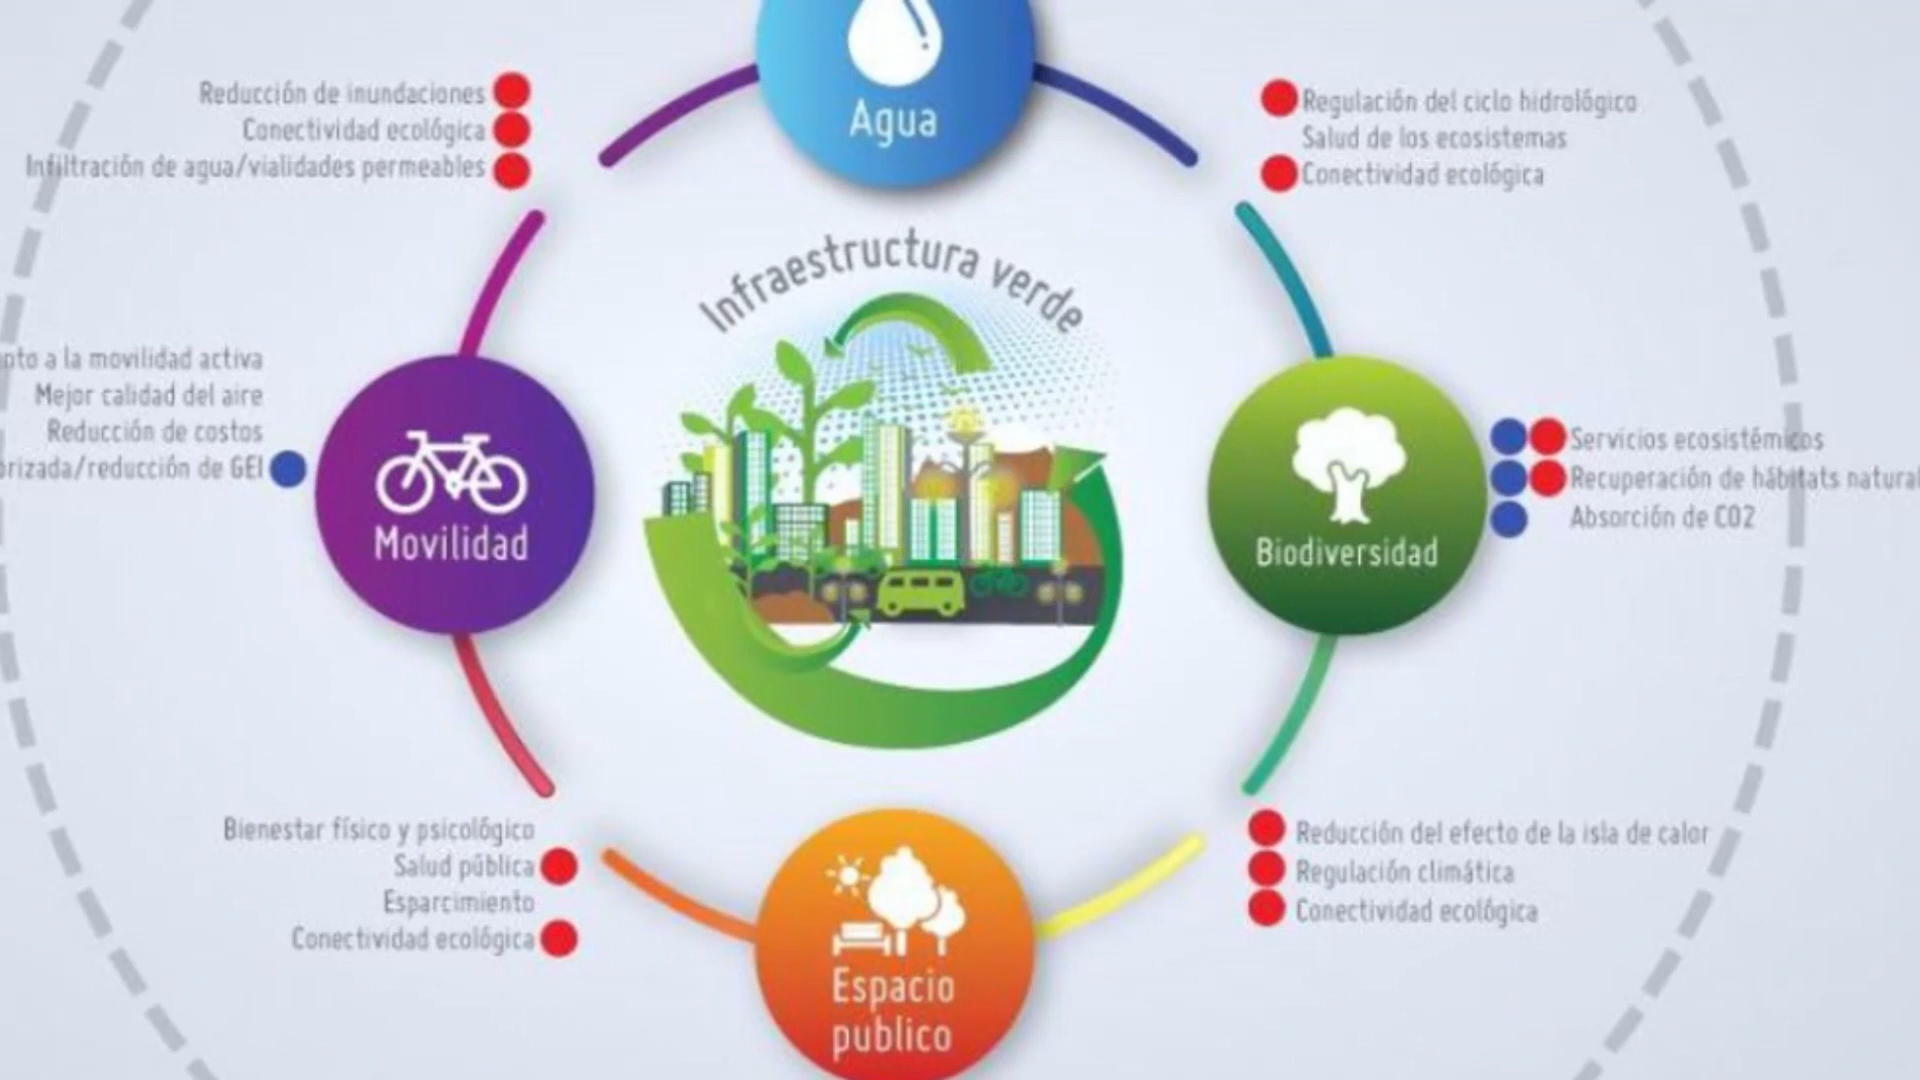 Agua
Reducción de inundaciones
Conectividad ecológica
Infiltración de agua/vialidades permeables
Regulación del ciclo hidrológico
Salud de los ecosistemas
Conectividad ecológica
Infraestructura verde
a la movilidad activa
Mejor calidad del aire
Reducción de costos
/reducción de GEI
Movilidad
Biodiversidad
Servicios ecosistémicos
Recuperación de hábitats
Absorción de CO2
Bienestar físico y psicológico
Salud pública
Esparcimiento
Conectividad ecológica
Espacio
publico
Reducción del efecto de la isla de calor
Regulación climática
Conectividad ecológica